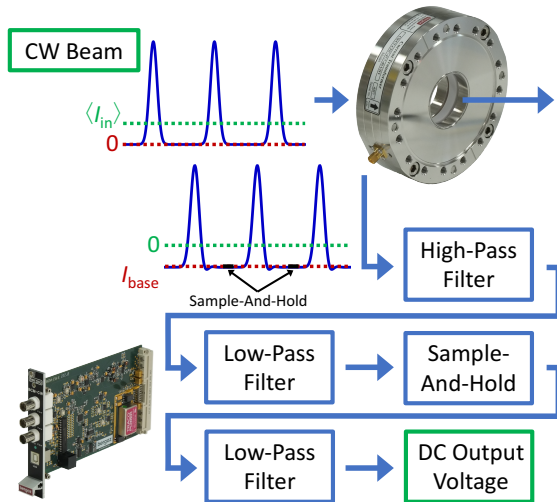 CW Beam
⟨I_in⟩
0
0
I_base
Sample-And-Hold
High-Pass
Filter
Low-Pass
Filter
Sample-
And-Hold
Low-Pass
Filter
DC Output
Voltage